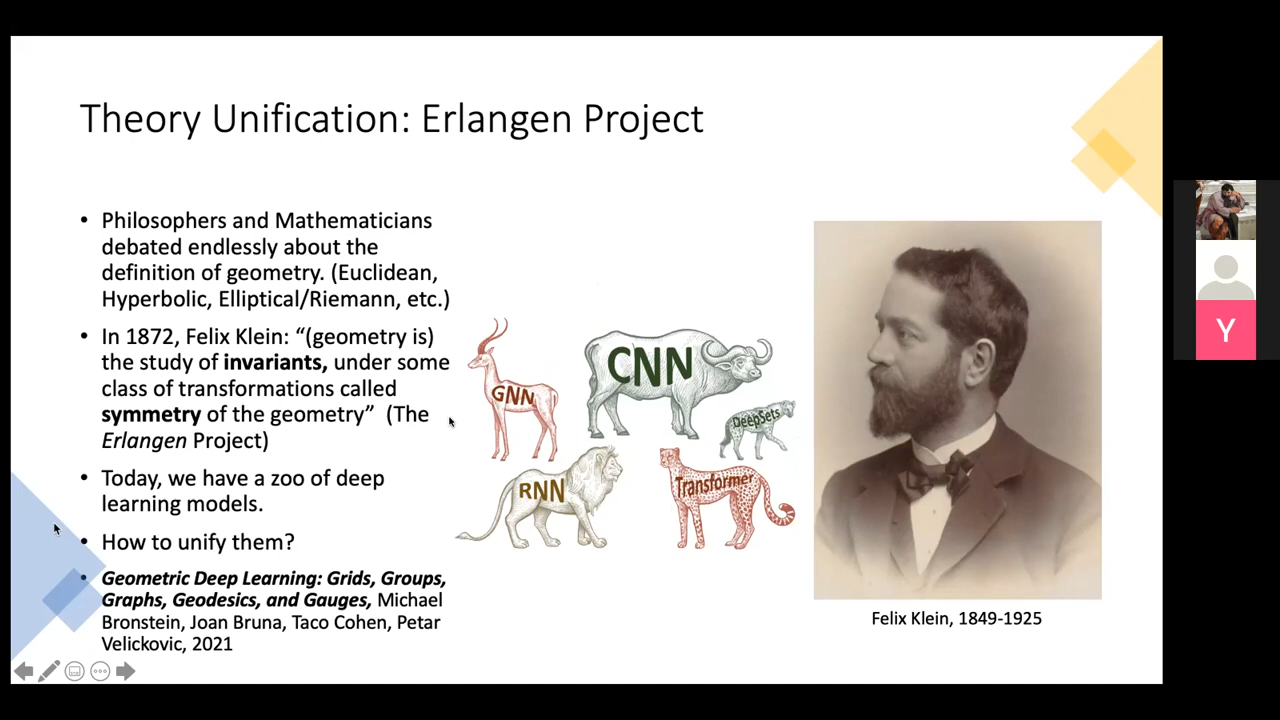 Theory Unification: Erlangen Project
• Philosophers and Mathematicians
debated endlessly about the
definition of geometry. (Euclidean,
Hyperbolic, Elliptical/Riemann, etc.)
• In 1872, Felix Klein: “(geometry is)
the study of invariants, under some
class of transformations called
symmetry of the geometry” (The
Erlangen Project)
• Today, we have a zoo of deep
learning models.
• How to unify them?
• Geometric Deep Learning: Grids, Groups,
Graphs, Geodesics, and Gauges, Michael
Bronstein, Joan Bruna, Taco Cohen, Petar
Velickovic, 2021
GNN
CNN
DeepSets
RNN
Transformer
Felix Klein, 1849-1925
Y